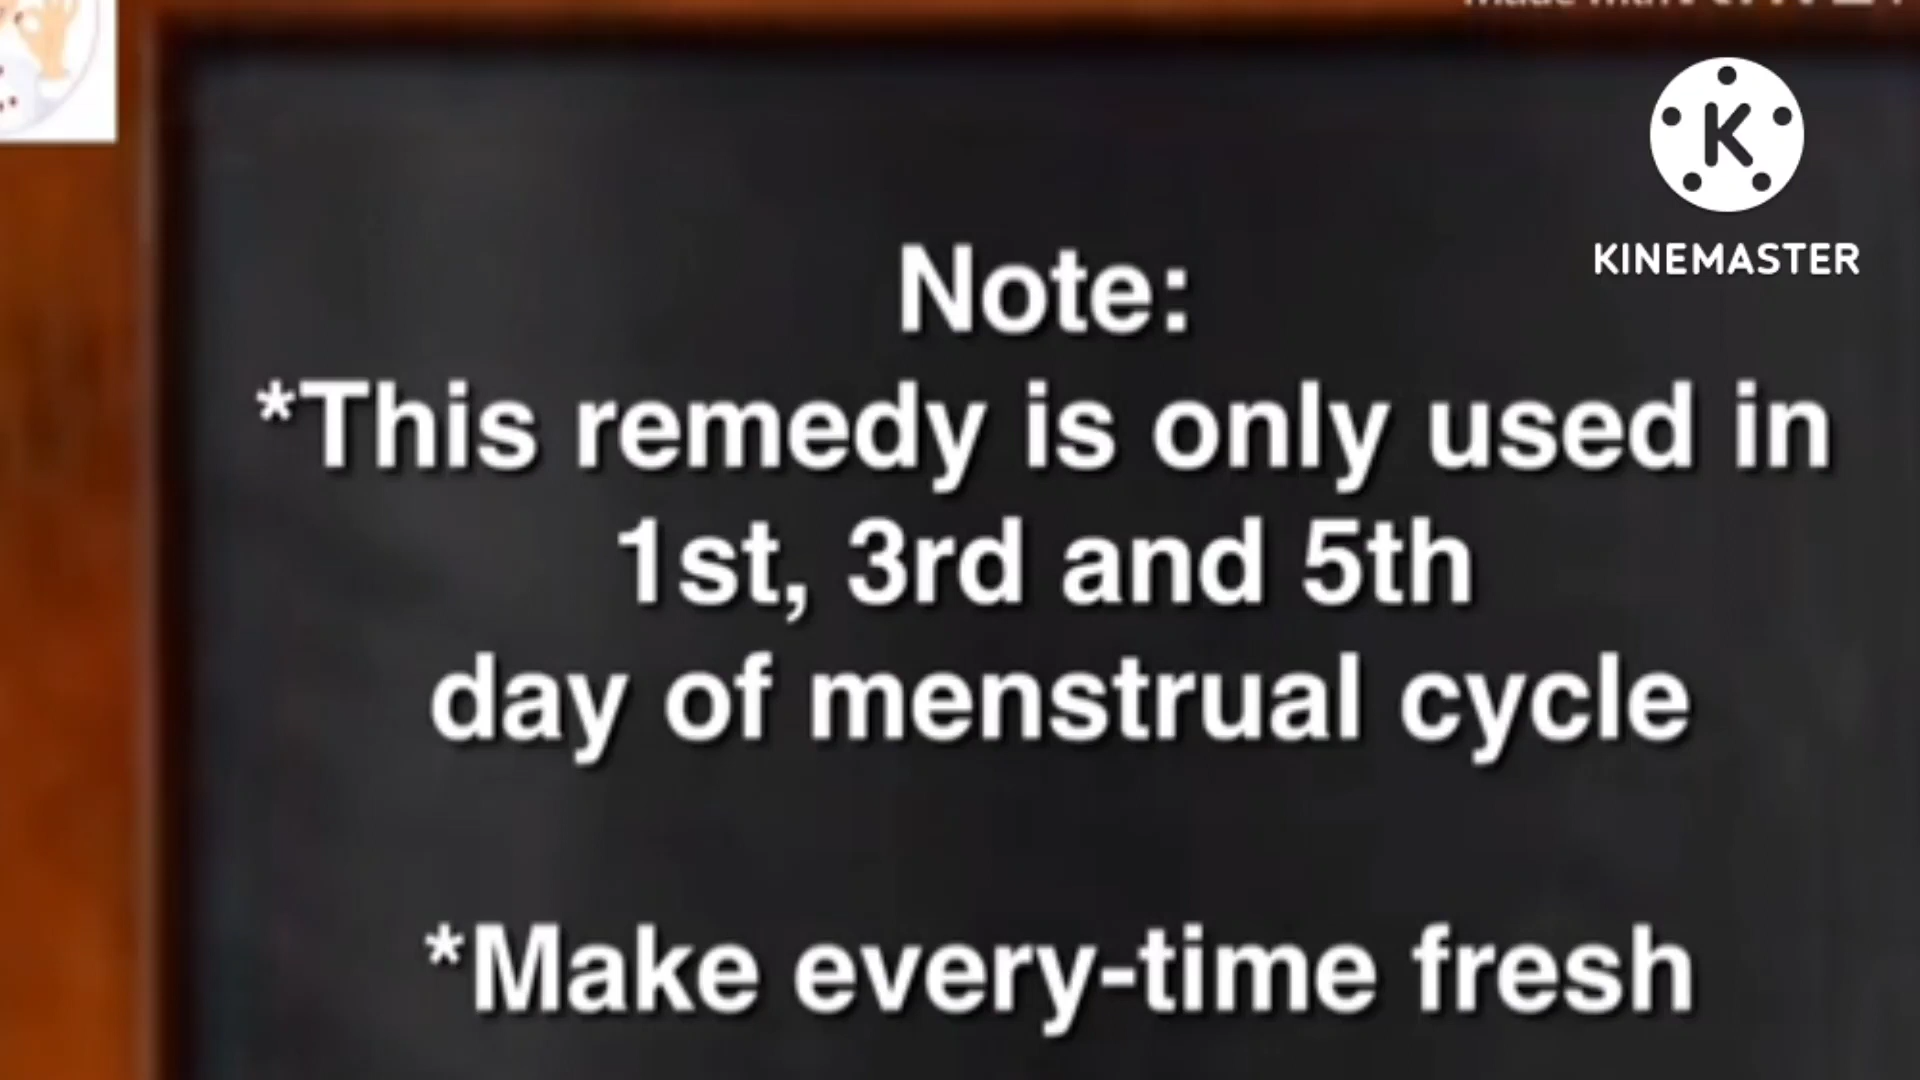 KINEMASTER
Note:
*This remedy is only used in
1st, 3rd and 5th
day of menstrual cycle
*Make every-time fresh